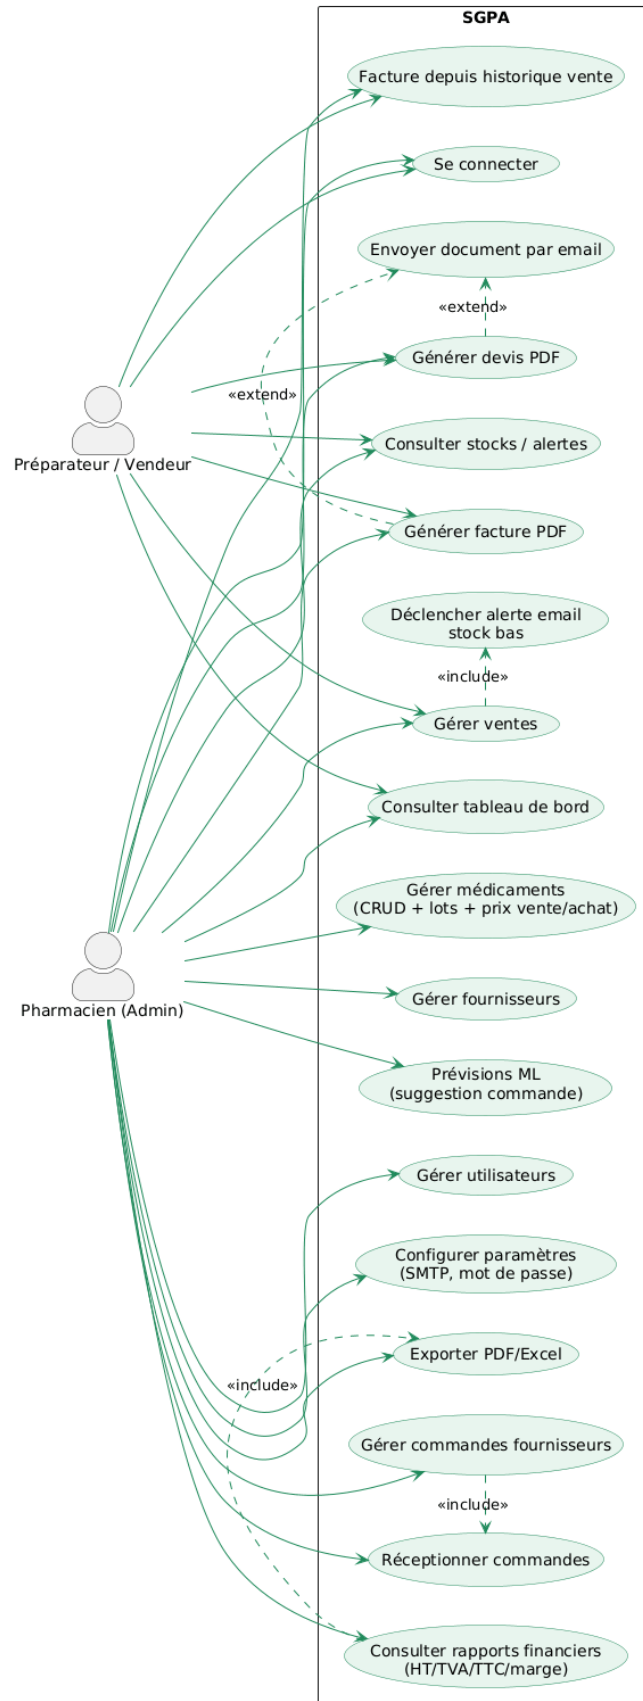 SGPA
Facture depuis historique vente
Se connecter
Envoyer document par email
«extend»
Générer devis PDF
«extend»
Consulter stocks / alertes
Préparateur / Vendeur
Générer facture PDF
Déclencher alerte email
stock bas
«include»
Gérer ventes
Consulter tableau de bord
Gérer médicaments
(CRUD + lots + prix vente/achat)
Gérer fournisseurs
Pharmacien (Admin)
Prévisions ML
(suggestion commande)
Gérer utilisateurs
Configurer paramètres
(SMTP, mot de passe)
Exporter PDF/Excel
«include»
Gérer commandes fournisseurs
«include»
Réceptionner commandes
Consulter rapports financiers
(HT/TVA/TTC/marge)